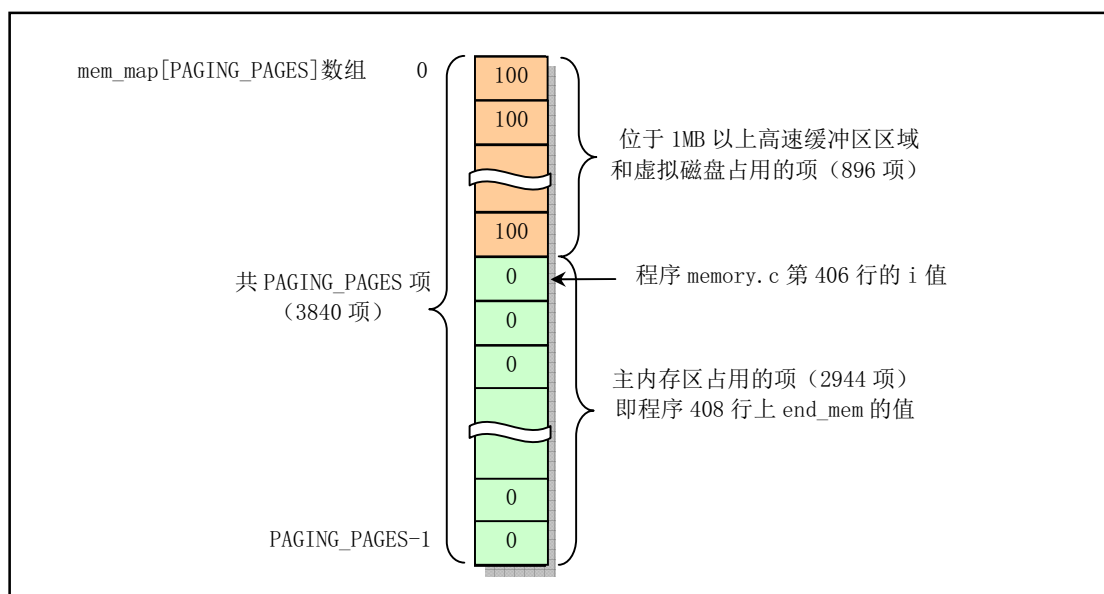 mem_map[PAGING_PAGES]数组 0
100
100
位于 1MB 以上高速缓冲区区域
和虚拟磁盘占用的项（896 项）
100
共 PAGING_PAGES 项
（3840 项）
0
程序 memory.c 第 406 行的 i 值
0
0
主内存区占用的项（2944 项）
即程序 408 行上 end_mem 的值
0
PAGING_PAGES-1 0